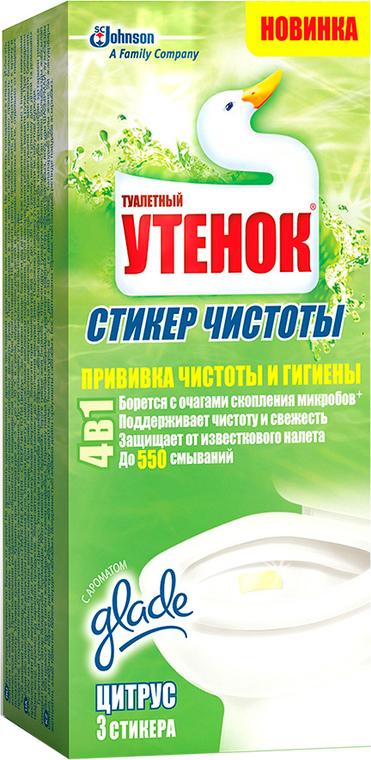 SC Johnson
A Family Company
НОВИНКА
ТУАЛЕТНЫЙ
УТЕНОК®
СТИКЕР ЧИСТОТЫ
ПРИВИВКА ЧИСТОТЫ И ГИГИЕНЫ
4В1
Борется с очагами скопления микробов+
Поддерживает чистоту и свежесть
Защищает от известкового налета
До 550 смываний
С АРОМАТОМ
glade
ЦИТРУС
3 СТИКЕРА